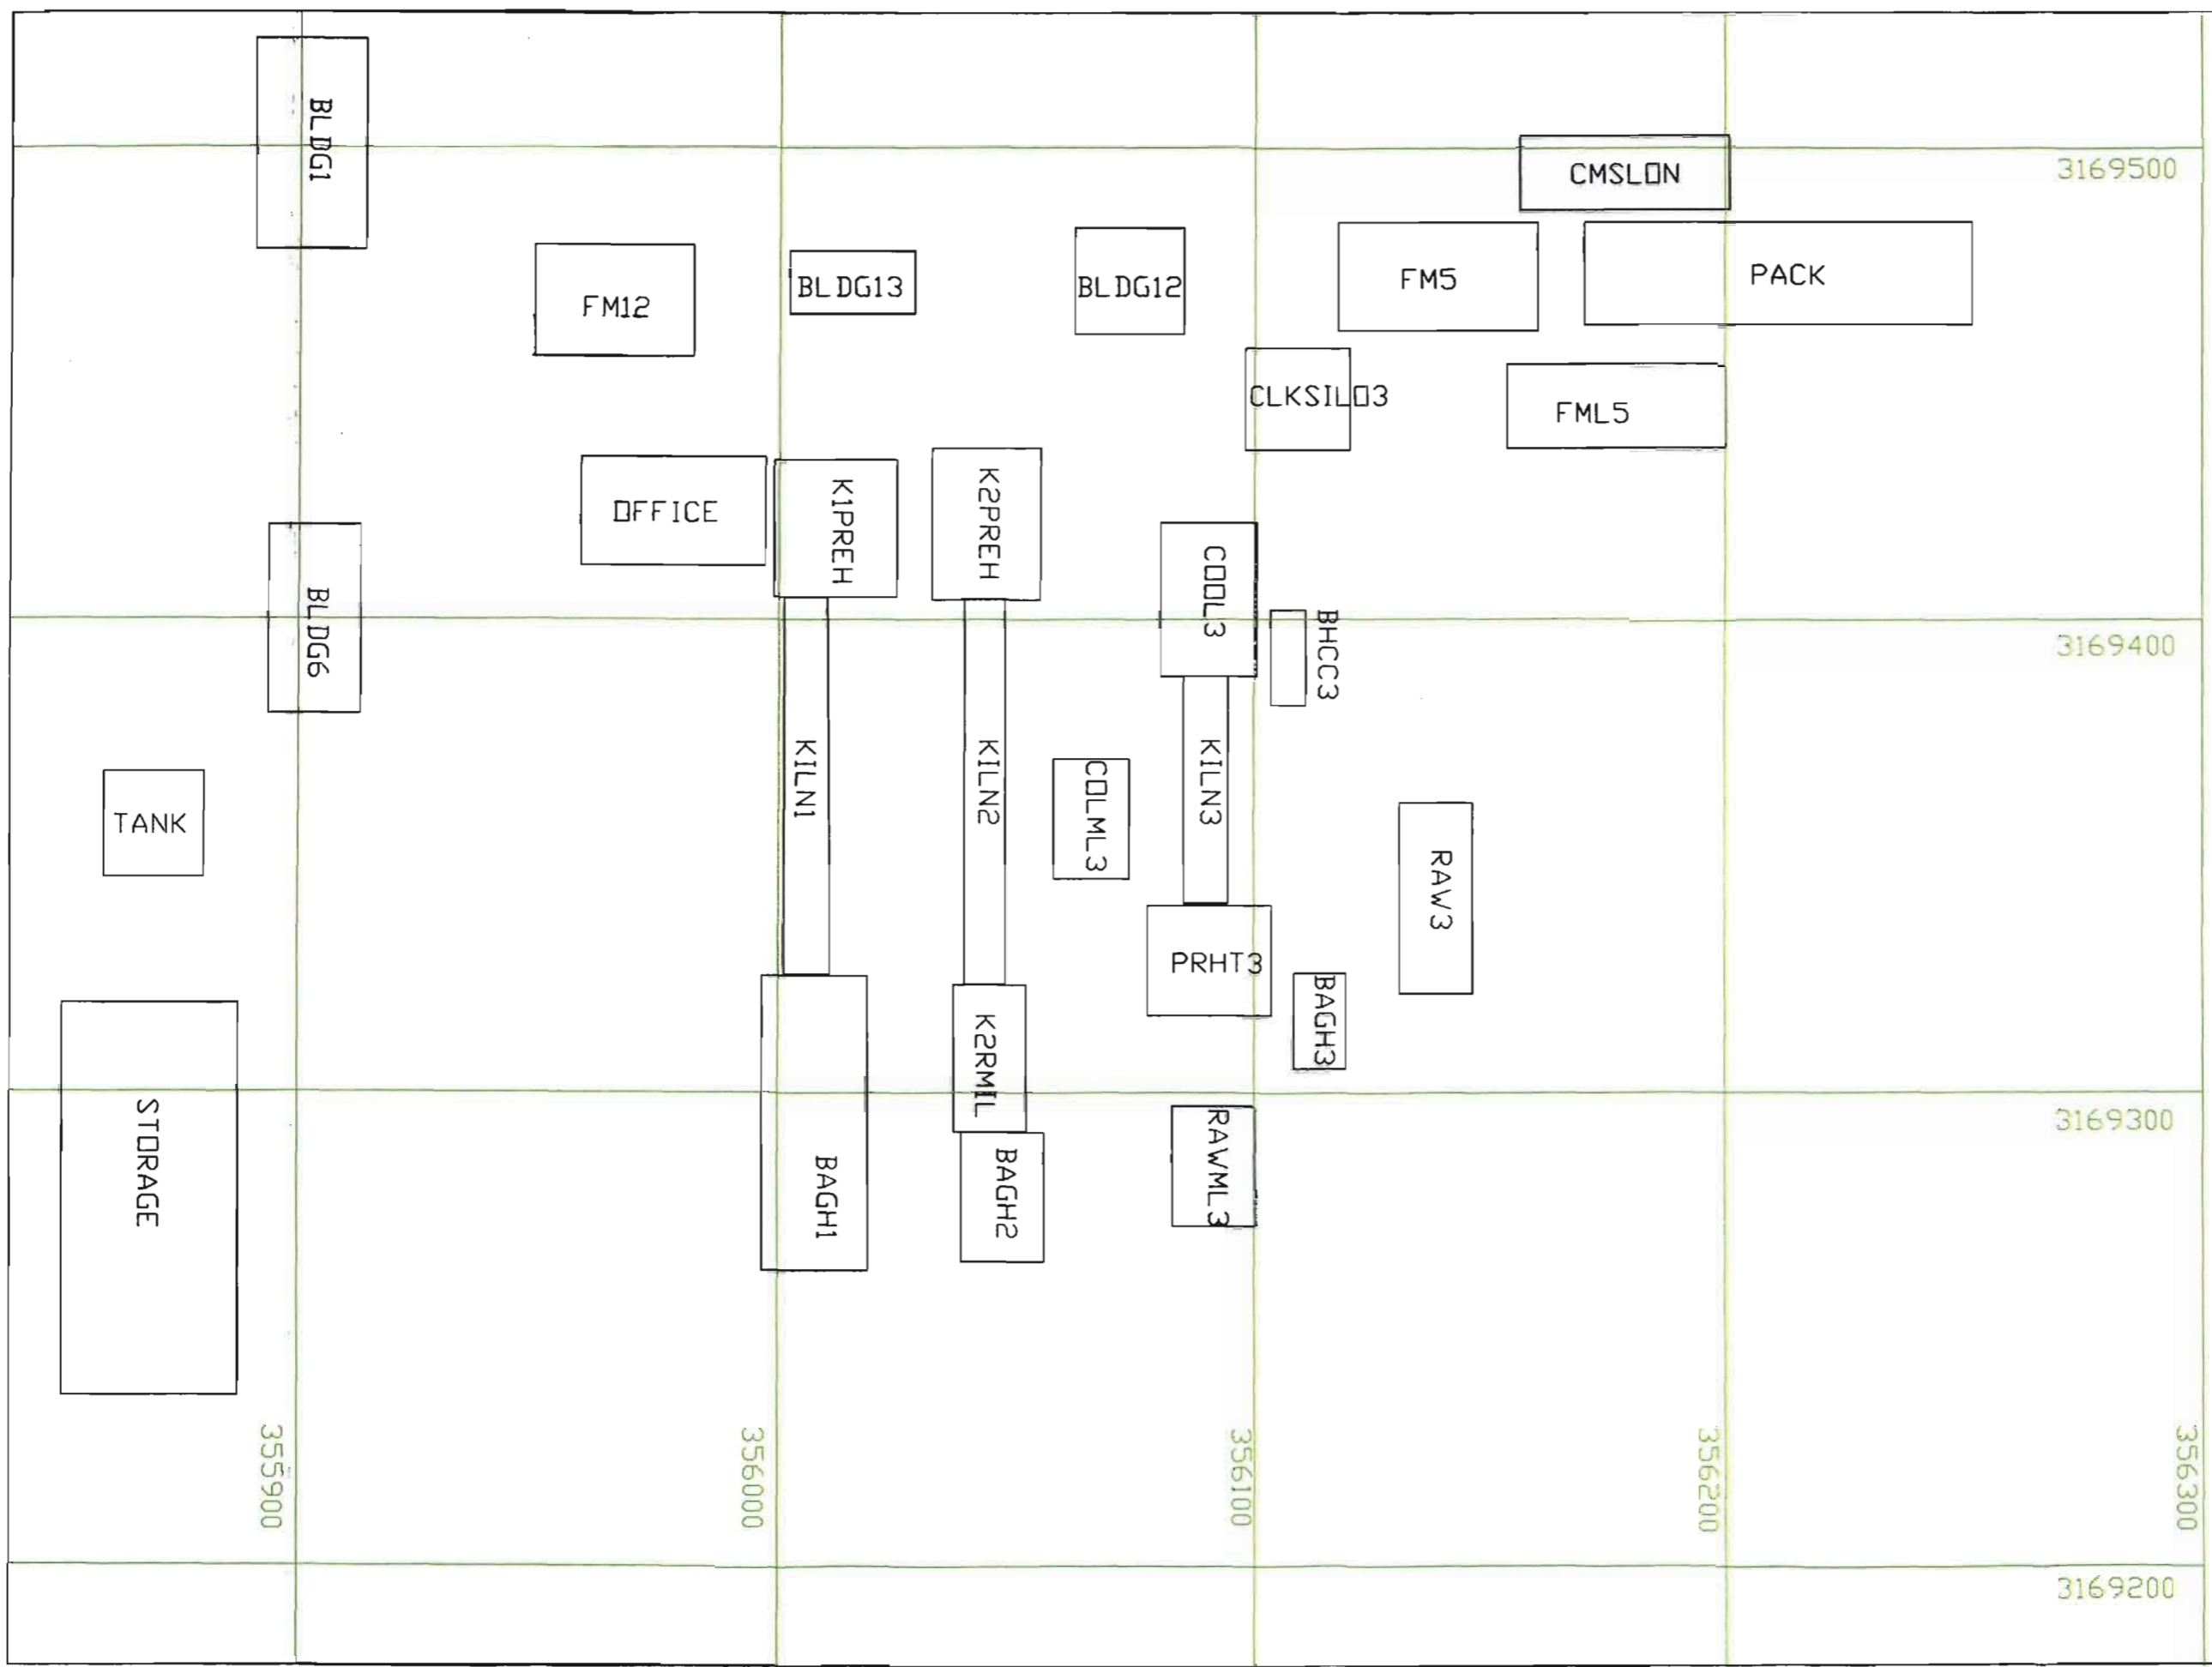 BLDG1
3169500
CMSLON
FM12
BLDG13
BLDG12
FM5
PACK
CLKSILO3
FML5
OFFICE
K1PREH
K2PREH
COOL3
BLDG6
BHCC3
3169400
TANK
KILN1
KILN2
COLML3
KILN3
RAW3
PRHT3
BAGH3
K2RMIL
3169300
STORAGE
BAGH1
BAGH2
RAWML3
355900
356000
356100
356200
356300
3169200